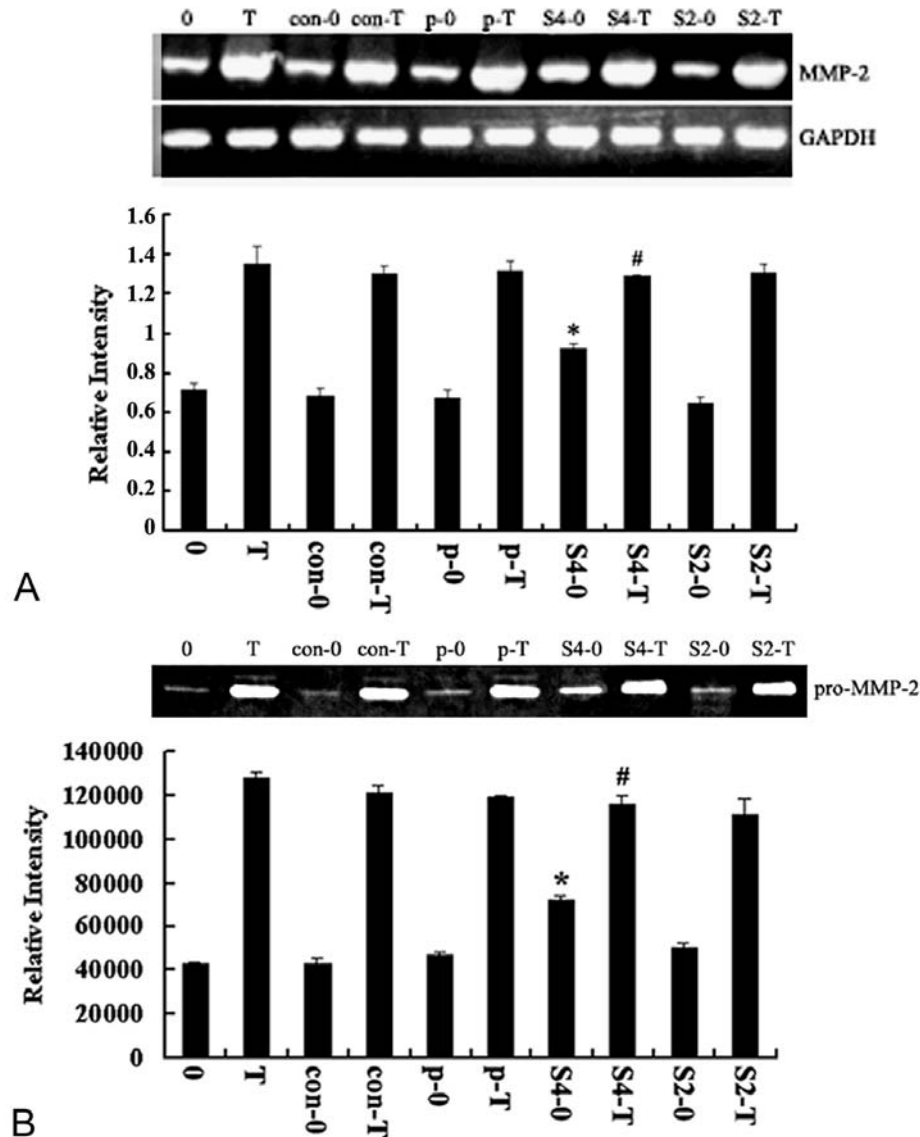 0 T con-0 con-T p-0 p-T S4-0 S4-T S2-0 S2-T
MMP-2
GAPDH
1.6
1.4
1.2
1
0.8
0.6
0.4
0.2
0
Relative Intensity
*
#
0 T con-0 con-T p-0 p-T S4-0 S4-T S2-0 S2-T
A
0 T con-0 con-T p-0 p-T S4-0 S4-T S2-0 S2-T
pro-MMP-2
140000
120000
100000
80000
60000
40000
20000
0
Relative Intensity
*
#
0 T con-0 con-T p-0 p-T S4-0 S4-T S2-0 S2-T
B